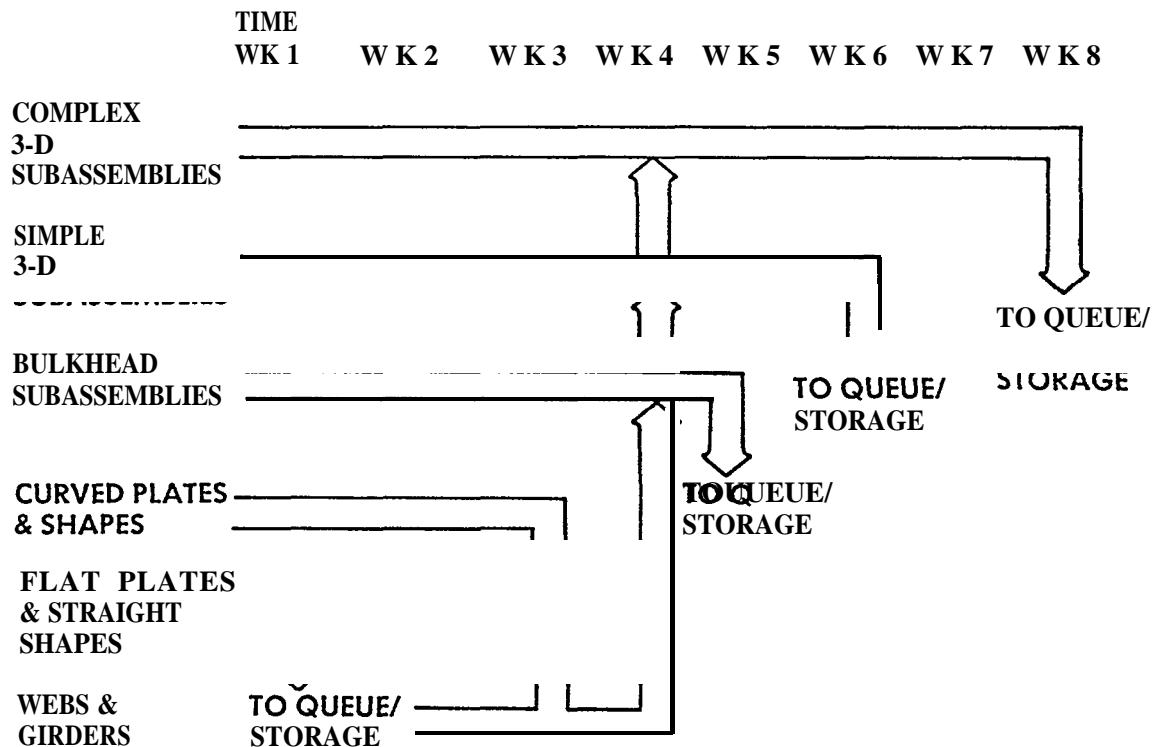 TIME
WK 1 WK 2 WK 3 WK 4 WK 5 WK 6 WK 7 WK 8
COMPLEX
3-D
SUBASSEMBLIES
SIMPLE
3-D
TO QUEUE/
STORAGE
BULKHEAD
SUBASSEMBLIES
TO QUEUE/
STORAGE
CURVED PLATES
& SHAPES
QUEUE/
STORAGE
FLAT PLATES
& STRAIGHT
SHAPES
WEBS &
GIRDERS
TO QUEUE/
STORAGE